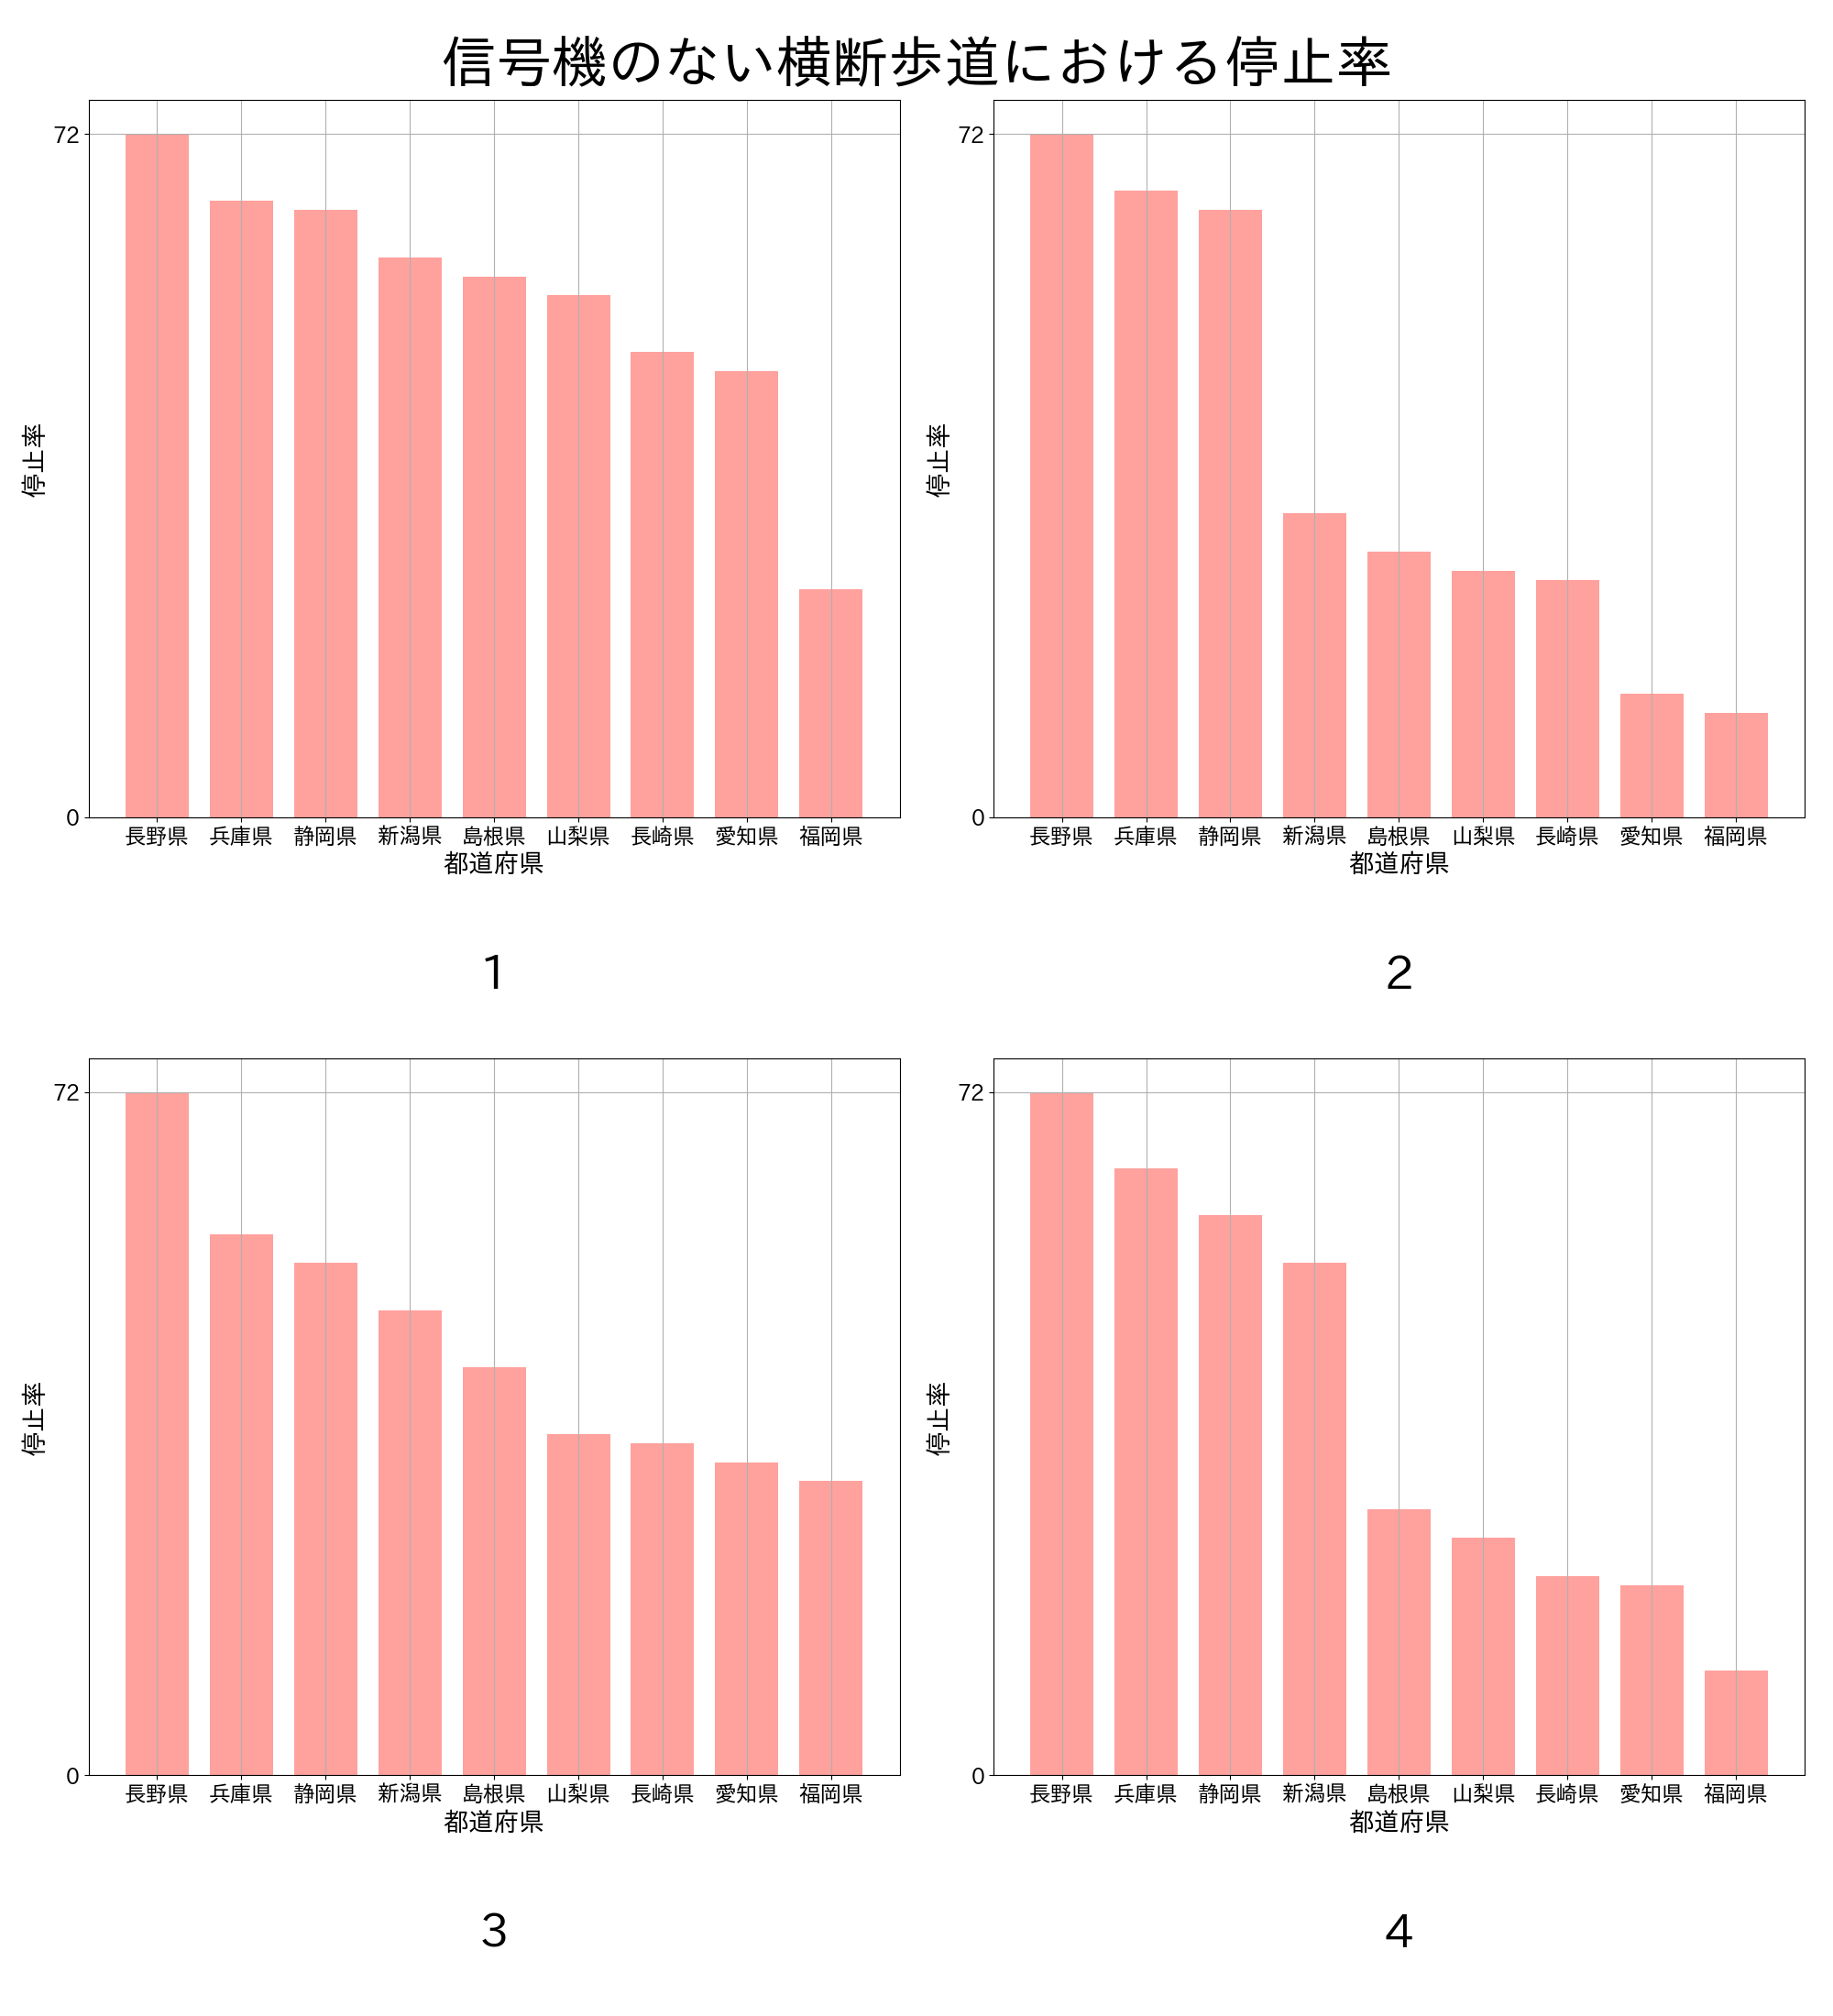 信号機のない横断歩道における停止率
72
0
停止率
長野県 兵庫県 静岡県 新潟県 島根県 山梨県 長崎県 愛知県 福岡県
都道府県
1
72
0
停止率
長野県 兵庫県 静岡県 新潟県 島根県 山梨県 長崎県 愛知県 福岡県
都道府県
2
72
0
停止率
長野県 兵庫県 静岡県 新潟県 島根県 山梨県 長崎県 愛知県 福岡県
都道府県
3
72
0
停止率
長野県 兵庫県 静岡県 新潟県 島根県 山梨県 長崎県 愛知県 福岡県
都道府県
4